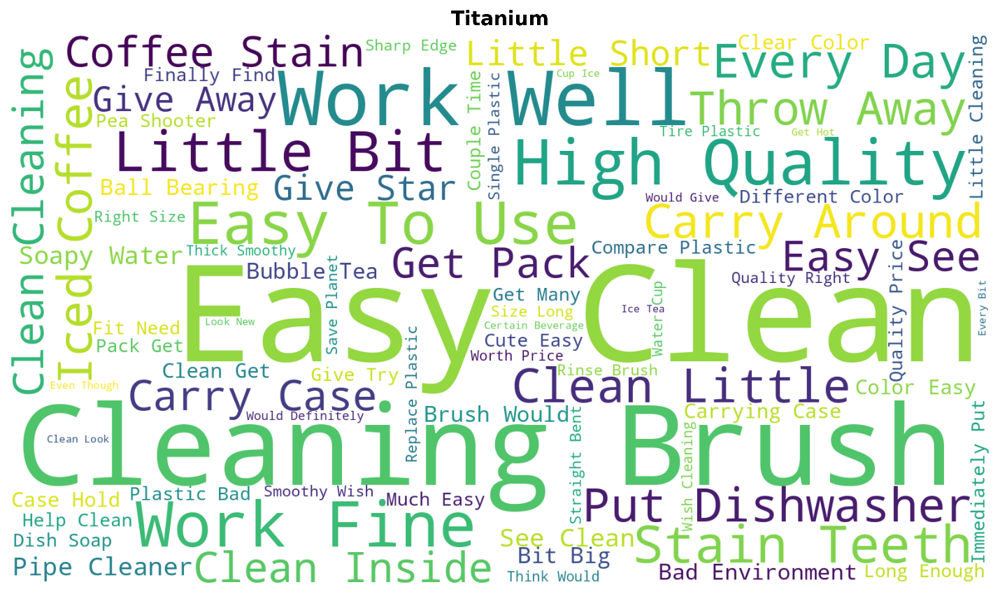 Titanium
Coffee Stain
Sharp Edge
Little Short
Clear Color
Every Day
Finally Find
Give Away
Work Well
Cup Ice
Throw Away
Pea Shooter
Little Bit
Couple Time
Single Plastic
Tire Plastic
Get Hot
High Quality
Little Cleaning
Clean Cleaning
Iced Coffee
Ball Bearing
Give Star
Would Give
Different Color
Right Size
Easy To Use
Carry Around
Soapy Water
Thick Smoothy
Bubble Tea
Get Pack
Compare Plastic
Easy See
Quality Right
Quality Price
Every Bit
Easy Clean
Save Planet
Get Many
Size Long
Ice Tea
Water Cup
Look New
Fit Need
Certain Beverage
Pack Get
Cute Easy
Worth Price
Clean Get
Give Try
Replace Plastic
Rinse Brush
Even Though
Carry Case
Clean Little
Color Easy
Would Definitely
Brush Would
Carrying Case
Cleaning Brush
Clean Look
Straight Bent
Wish Cleaning
Immediately Put
Case Hold
Plastic Bad
Smoothy Wish
Much Easy
Put Dishwasher
Help Clean
Work Fine
Dish Soap
See Clean
Stain Teeth
Pipe Cleaner
Clean Inside
Bit Big
Think Would
Bad Environment
Long Enough